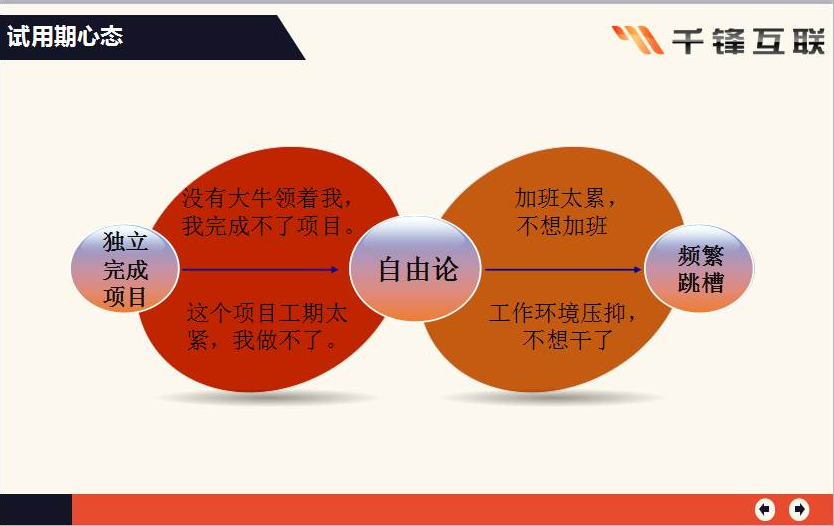 试用期心态
千锋互联
没有大牛领着我，
我完成不了项目。
加班太累，
不想加班
独立
完成
项目
自由论
频繁
跳槽
这个项目工期太
紧，我做不了。
工作环境压抑，
不想干了